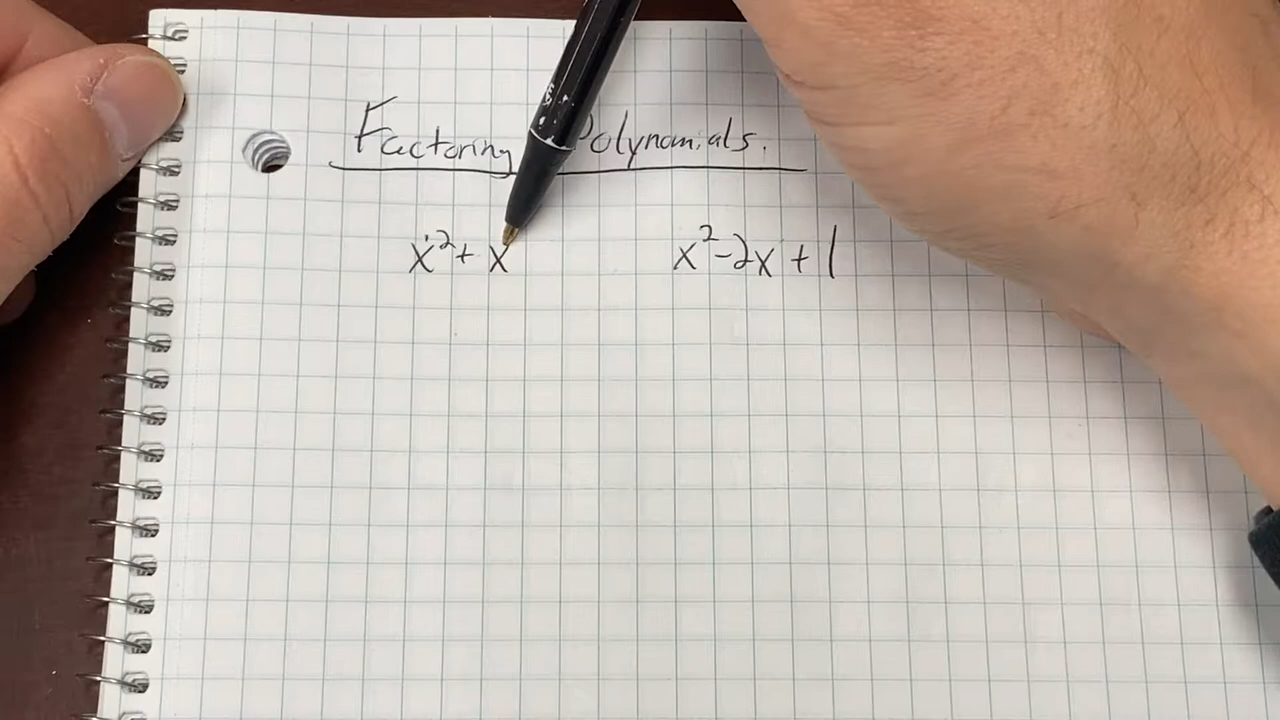 Factoring Polynomials.
x²+ x x²-2x + 1